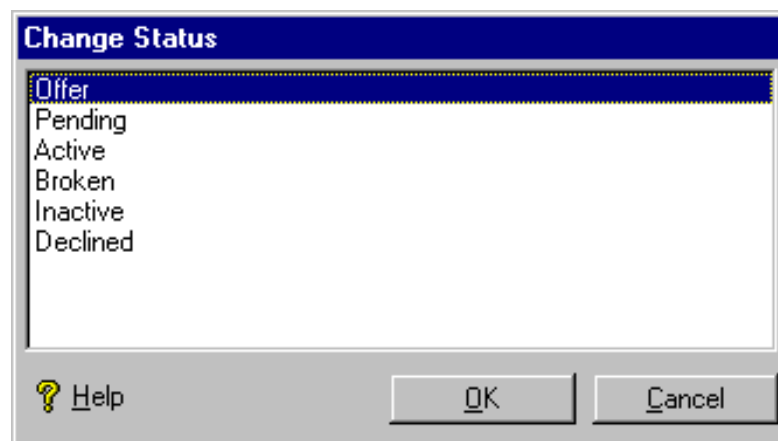 Change Status
Offer
Pending
Active
Broken
Inactive
Declined
Help
OK
Cancel